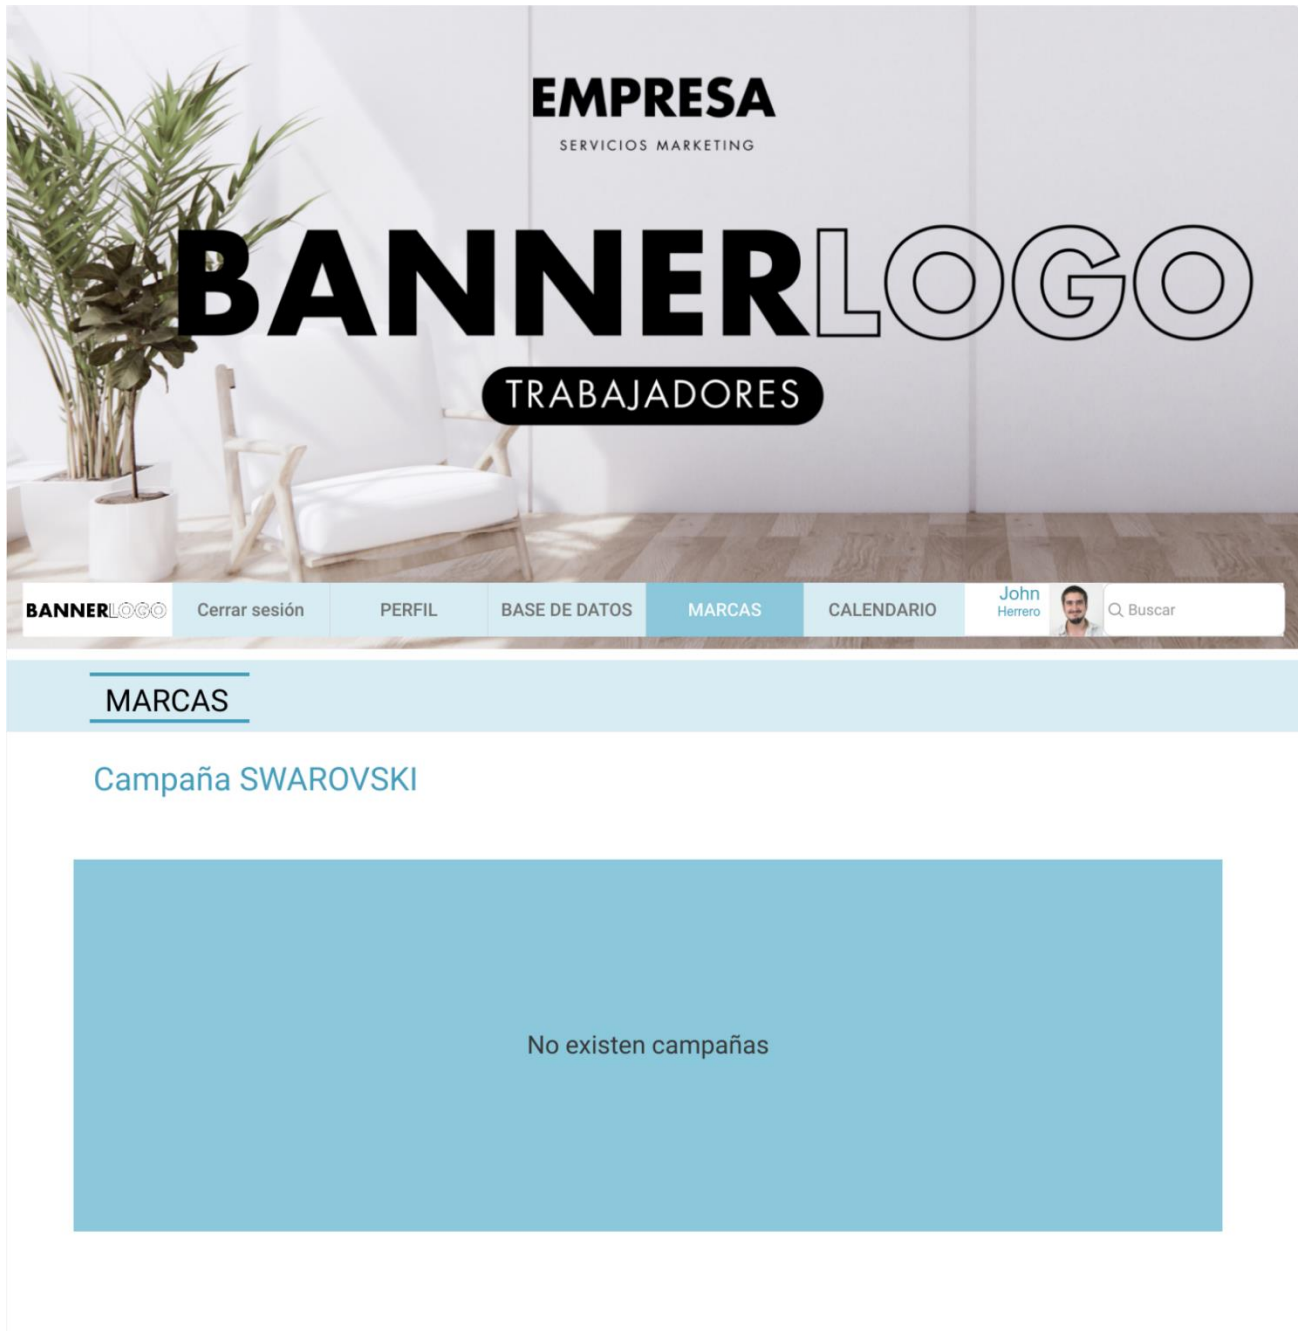 EMPRESA
SERVICIOS MARKETING
BANNERLOGO
TRABAJADORES
BANNERLOGO Cerrar sesión PERFIL BASE DE DATOS MARCAS CALENDARIO John Herrero Buscar
MARCAS
Campaña SWAROVSKI
No existen campañas